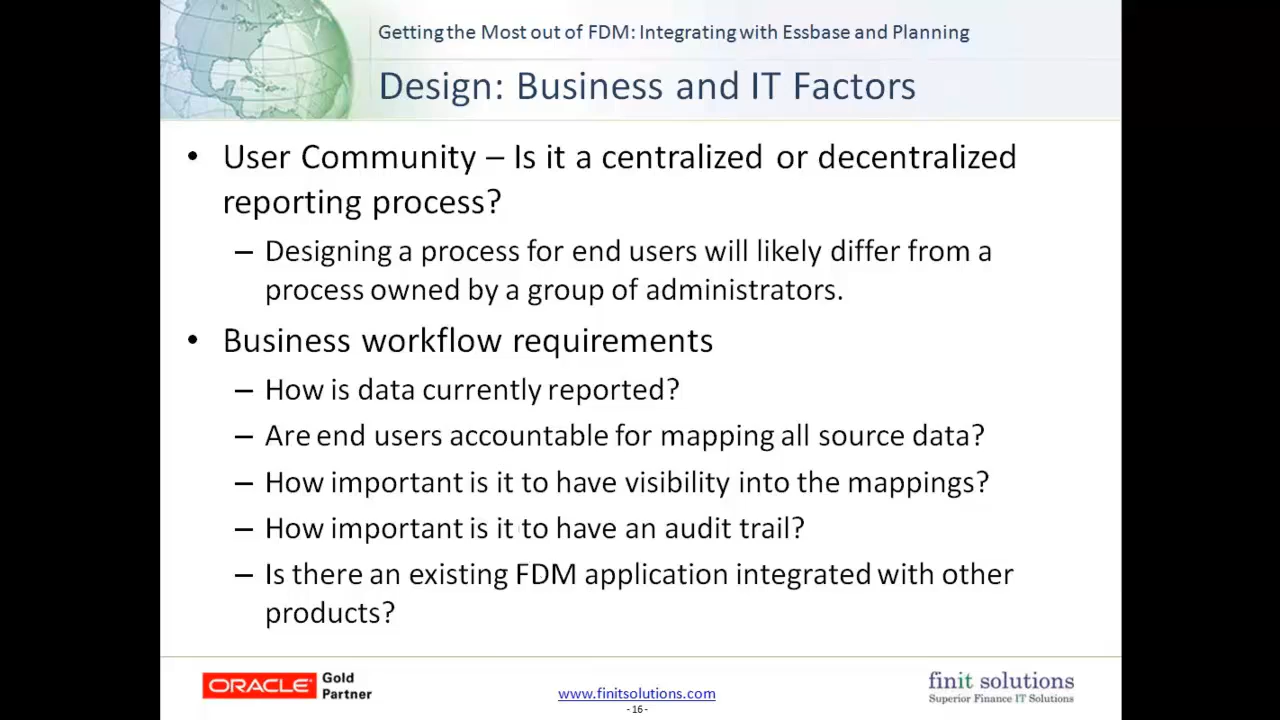 Getting the Most out of FDM: Integrating with Essbase and Planning
Design: Business and IT Factors
• User Community – Is it a centralized or decentralized
reporting process?
– Designing a process for end users will likely differ from a
process owned by a group of administrators.
• Business workflow requirements
– How is data currently reported?
– Are end users accountable for mapping all source data?
– How important is it to have visibility into the mappings?
– How important is it to have an audit trail?
– Is there an existing FDM application integrated with other
products?
ORACLE Gold
Partner
www.finitsolutions.com
- 16 -
finit solutions
Superior Finance IT Solutions